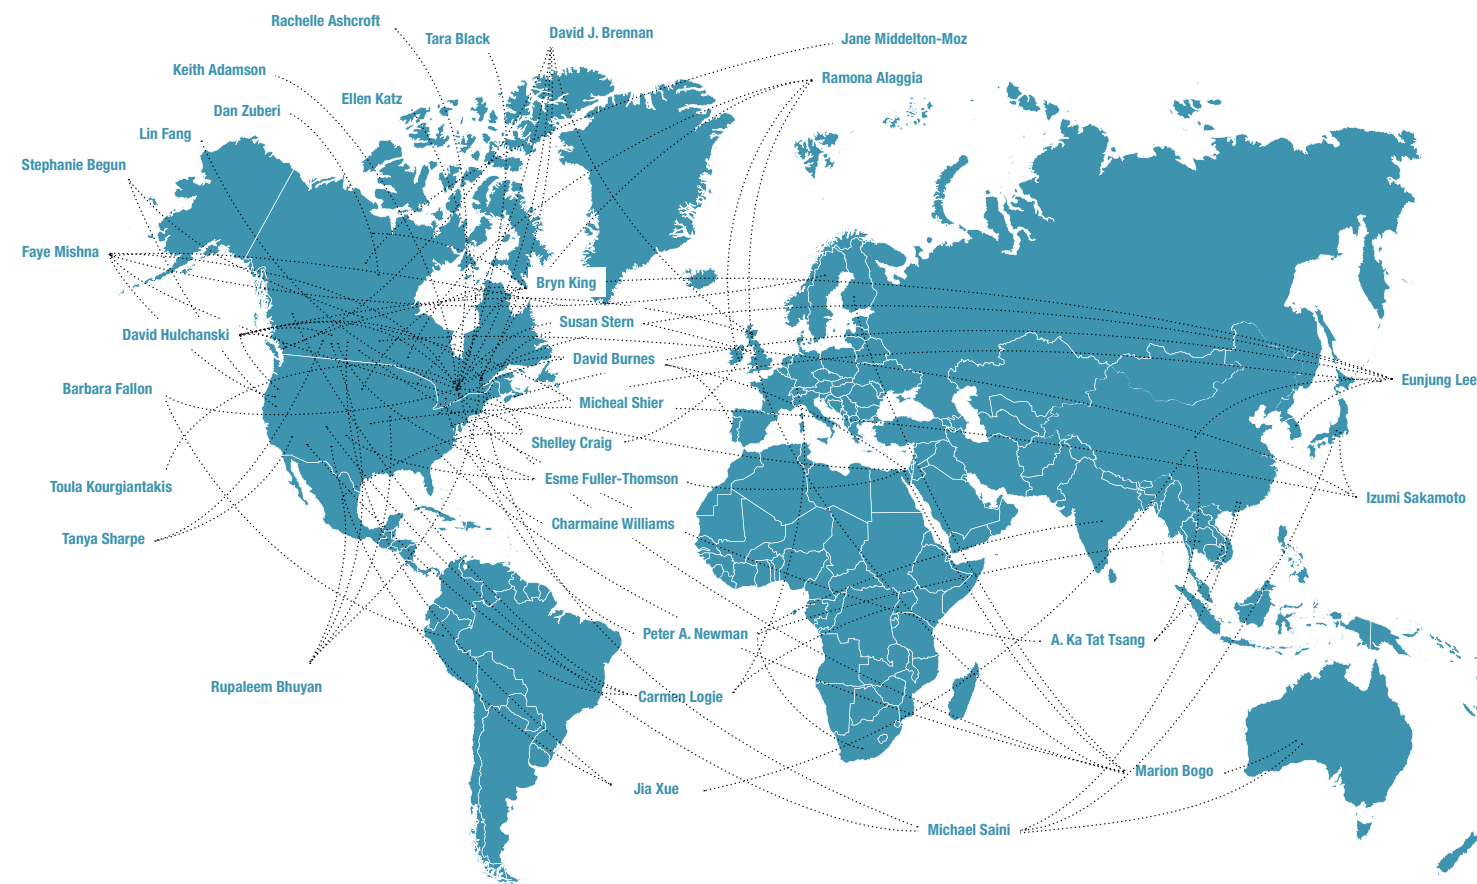 Rachelle Ashcroft
Tara Black
David J. Brennan
Jane Middelton-Moz
Keith Adamson
Ramona Alaggia
Ellen Katz
Dan Zuberi
Lin Fang
Stephanie Begun
Faye Mishna
Bryn King
Susan Stern
David Hulchanski
David Burnes
Eunjung Lee
Barbara Fallon
Micheal Shier
Shelley Craig
Esme Fuller-Thomson
Toula Kourgiantakis
Izumi Sakamoto
Charmaine Williams
Tanya Sharpe
Peter A. Newman
A. Ka Tat Tsang
Rupaleem Bhuyan
Carmen Logie
Marion Bogo
Jia Xue
Michael Saini